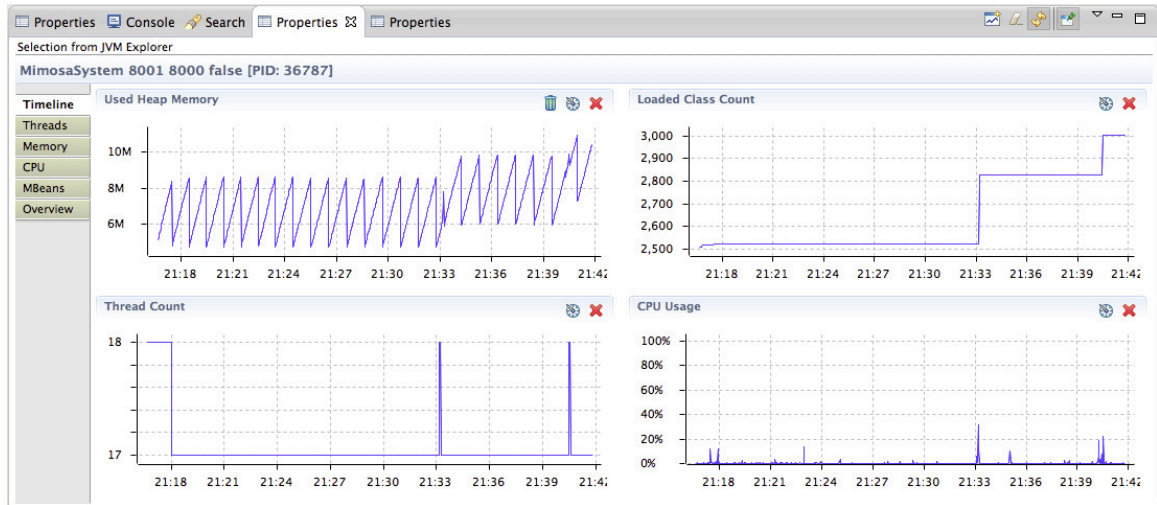 Properties Console Search Properties Properties
Selection from JVM Explorer
MimosaSystem 8001 8000 false [PID: 36787]
Timeline
Threads
Memory
CPU
MBeans
Overview
Used Heap Memory
10M
8M
6M
21:18 21:21 21:24 21:27 21:30 21:33 21:36 21:39 21:42
Loaded Class Count
3,000
2,900
2,800
2,700
2,600
2,500
21:18 21:21 21:24 21:27 21:30 21:33 21:36 21:39 21:42
Thread Count
18
17
21:18 21:21 21:24 21:27 21:30 21:33 21:36 21:39 21:42
CPU Usage
100%
80%
60%
40%
20%
0%
21:18 21:21 21:24 21:27 21:30 21:33 21:36 21:39 21:42